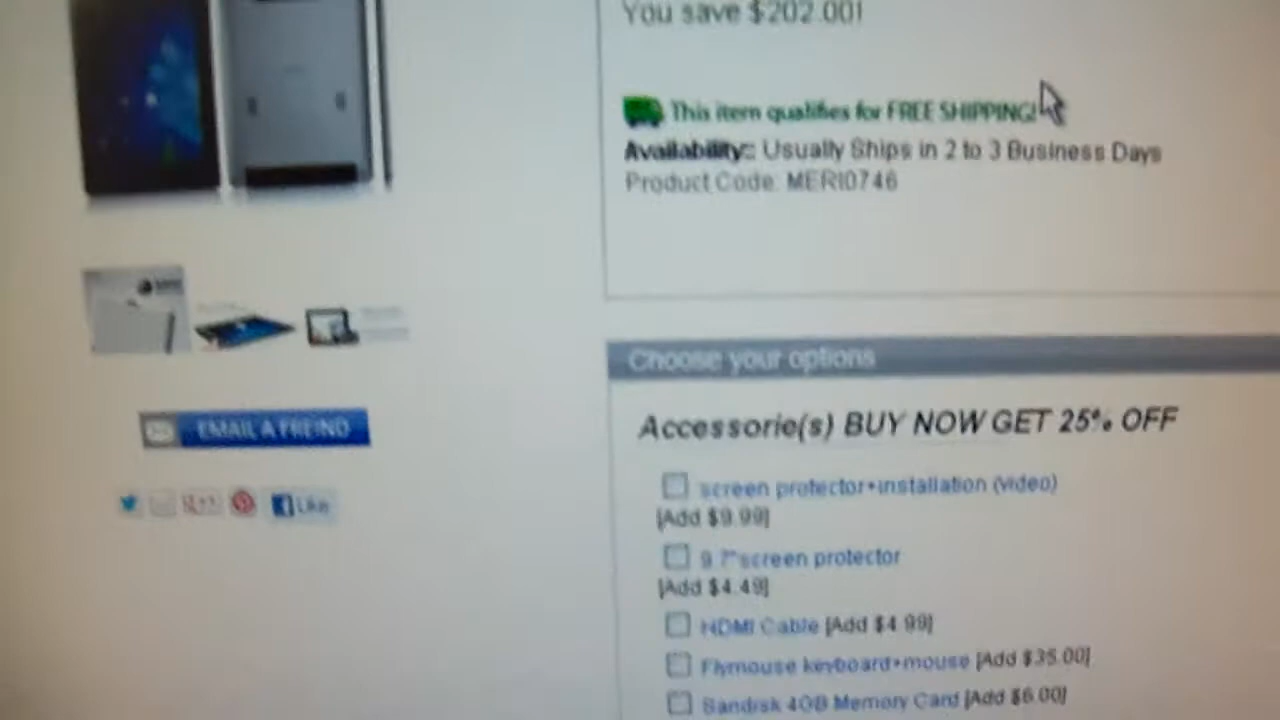 You save $202.00!
This item qualifies for FREE SHIPPING!
Availability:: Usually Ships in 2 to 3 Business Days
Product Code: MERI0746
EMAIL A FREIND
Like
Choose your options
Accessorie(s) BUY NOW GET 25% OFF
screen protector+installation (video)
[Add $9.99]
9.7"screen protector
[Add $4.49]
HDMI Cable [Add $4.99]
Flymouse keyboard+mouse [Add $35.00]
Sandisk 4GB Memory Card [Add $6.00]